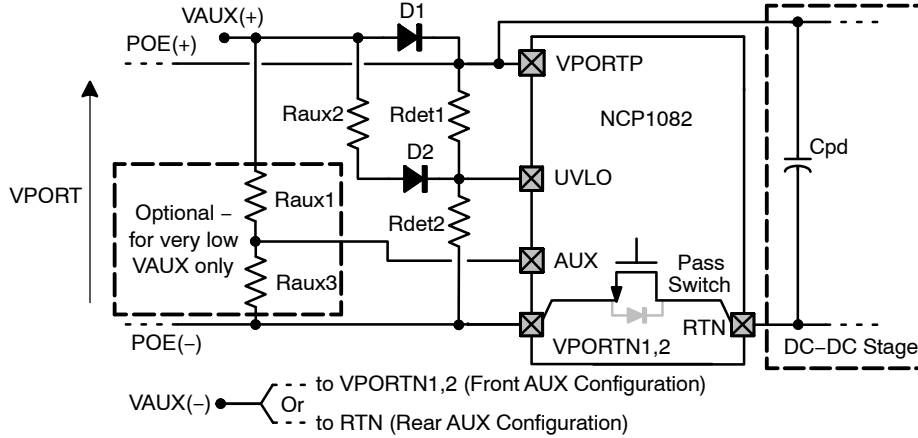 D1
VAUX(+)
POE(+)
VPORTP
Raux2
Rdet1
NCP1082
Cpd
D2
VPORT
UVLO
Optional –
for very low
VAUX only
Raux1
Rdet2
AUX
Pass
Switch
Raux3
RTN
POE(–)
VPORTN1,2
DC–DC Stage
to VPORTN1,2 (Front AUX Configuration)
VAUX(–)
Or
to RTN (Rear AUX Configuration)